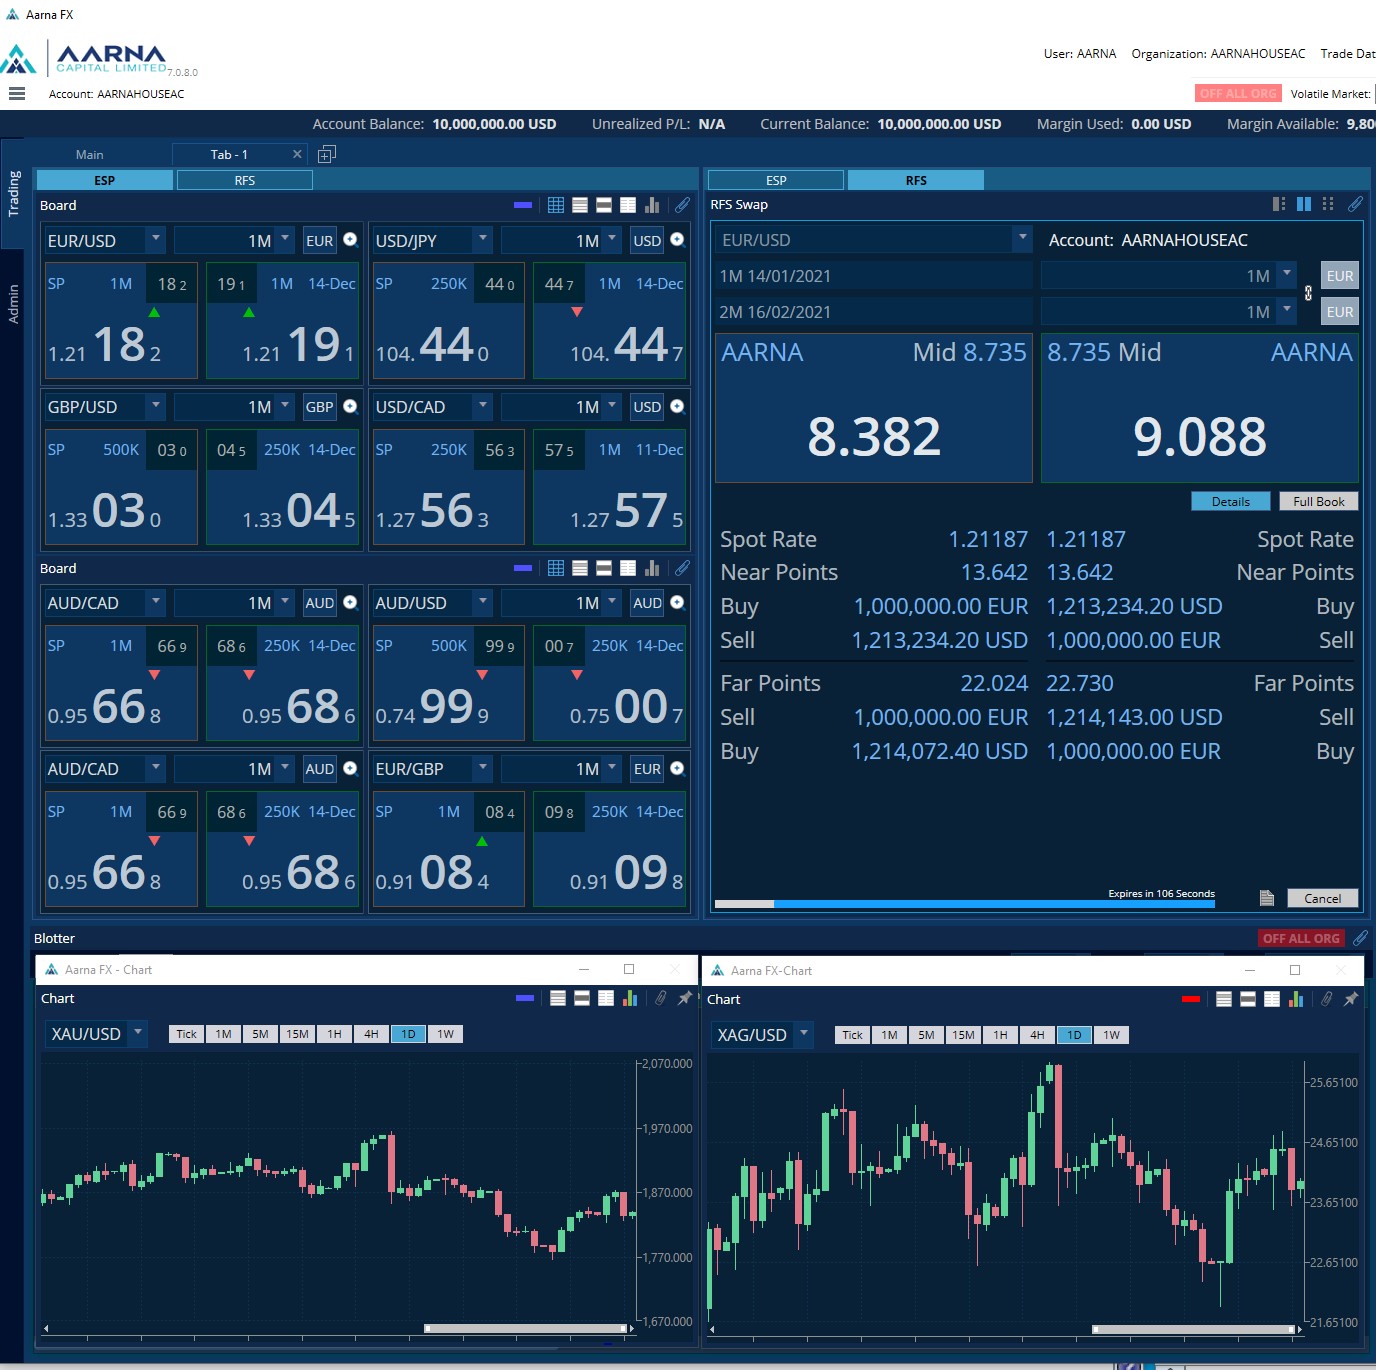 Aarna FX
AARNA
CAPITAL LIMITED 7.0.8.0
User: AARNA Organization: AARNAHOUSEAC Trade Dat
Account: AARNAHOUSEAC
OFF ALL ORG Volatile Market:
Account Balance: 10,000,000.00 USD Unrealized P/L: N/A Current Balance: 10,000,000.00 USD Margin Used: 0.00 USD Margin Available: 9,80
Trading
Admin
Main Tab - 1
ESP RFS
Board
EUR/USD 1M EUR
SP 1M 18 2 19 1 1M 14-Dec
1.21 18 2 1.21 19 1
USD/JPY 1M USD
SP 250K 44 0 44 7 1M 14-Dec
104. 44 0 104. 44 7
GBP/USD 1M GBP
SP 500K 03 0 04 5 250K 14-Dec
1.33 03 0 1.33 04 5
USD/CAD 1M USD
SP 250K 56 3 57 5 1M 11-Dec
1.27 56 3 1.27 57 5
Board
AUD/CAD 1M AUD
SP 1M 66 9 68 6 250K 14-Dec
0.95 66 8 0.95 68 6
AUD/USD 1M AUD
SP 500K 99 9 00 7 250K 14-Dec
0.74 99 9 0.75 00 7
AUD/CAD 1M AUD
SP 1M 66 9 68 6 250K 14-Dec
0.95 66 8 0.95 68 6
EUR/GBP 1M EUR
SP 1M 08 4 09 8 250K 14-Dec
0.91 08 4 0.91 09 8
ESP RFS
RFS Swap
EUR/USD Account: AARNAHOUSEAC
1M 14/01/2021 1M EUR
2M 16/02/2021 1M EUR
AARNA Mid 8.735 8.735 Mid AARNA
8.382 9.088
Details Full Book
Spot Rate 1.21187 1.21187 Spot Rate
Near Points 13.642 13.642 Near Points
Buy 1,000,000.00 EUR 1,213,234.20 USD Buy
Sell 1,213,234.20 USD 1,000,000.00 EUR Sell
Far Points 22.024 22.730 Far Points
Sell 1,000,000.00 EUR 1,214,143.00 USD Sell
Buy 1,214,072.40 USD 1,000,000.00 EUR Buy
Expires in 106 Seconds Cancel
Blotter OFF ALL ORG
Aarna FX - Chart
Chart
XAU/USD Tick 1M 5M 15M 1H 4H 1D 1W
2,070.000
1,970.000
1,870.000
1,770.000
1,670.000
Aarna FX-Chart
Chart
XAG/USD Tick 1M 5M 15M 1H 4H 1D 1W
25.65100
24.65100
23.65100
22.65100
21.65100